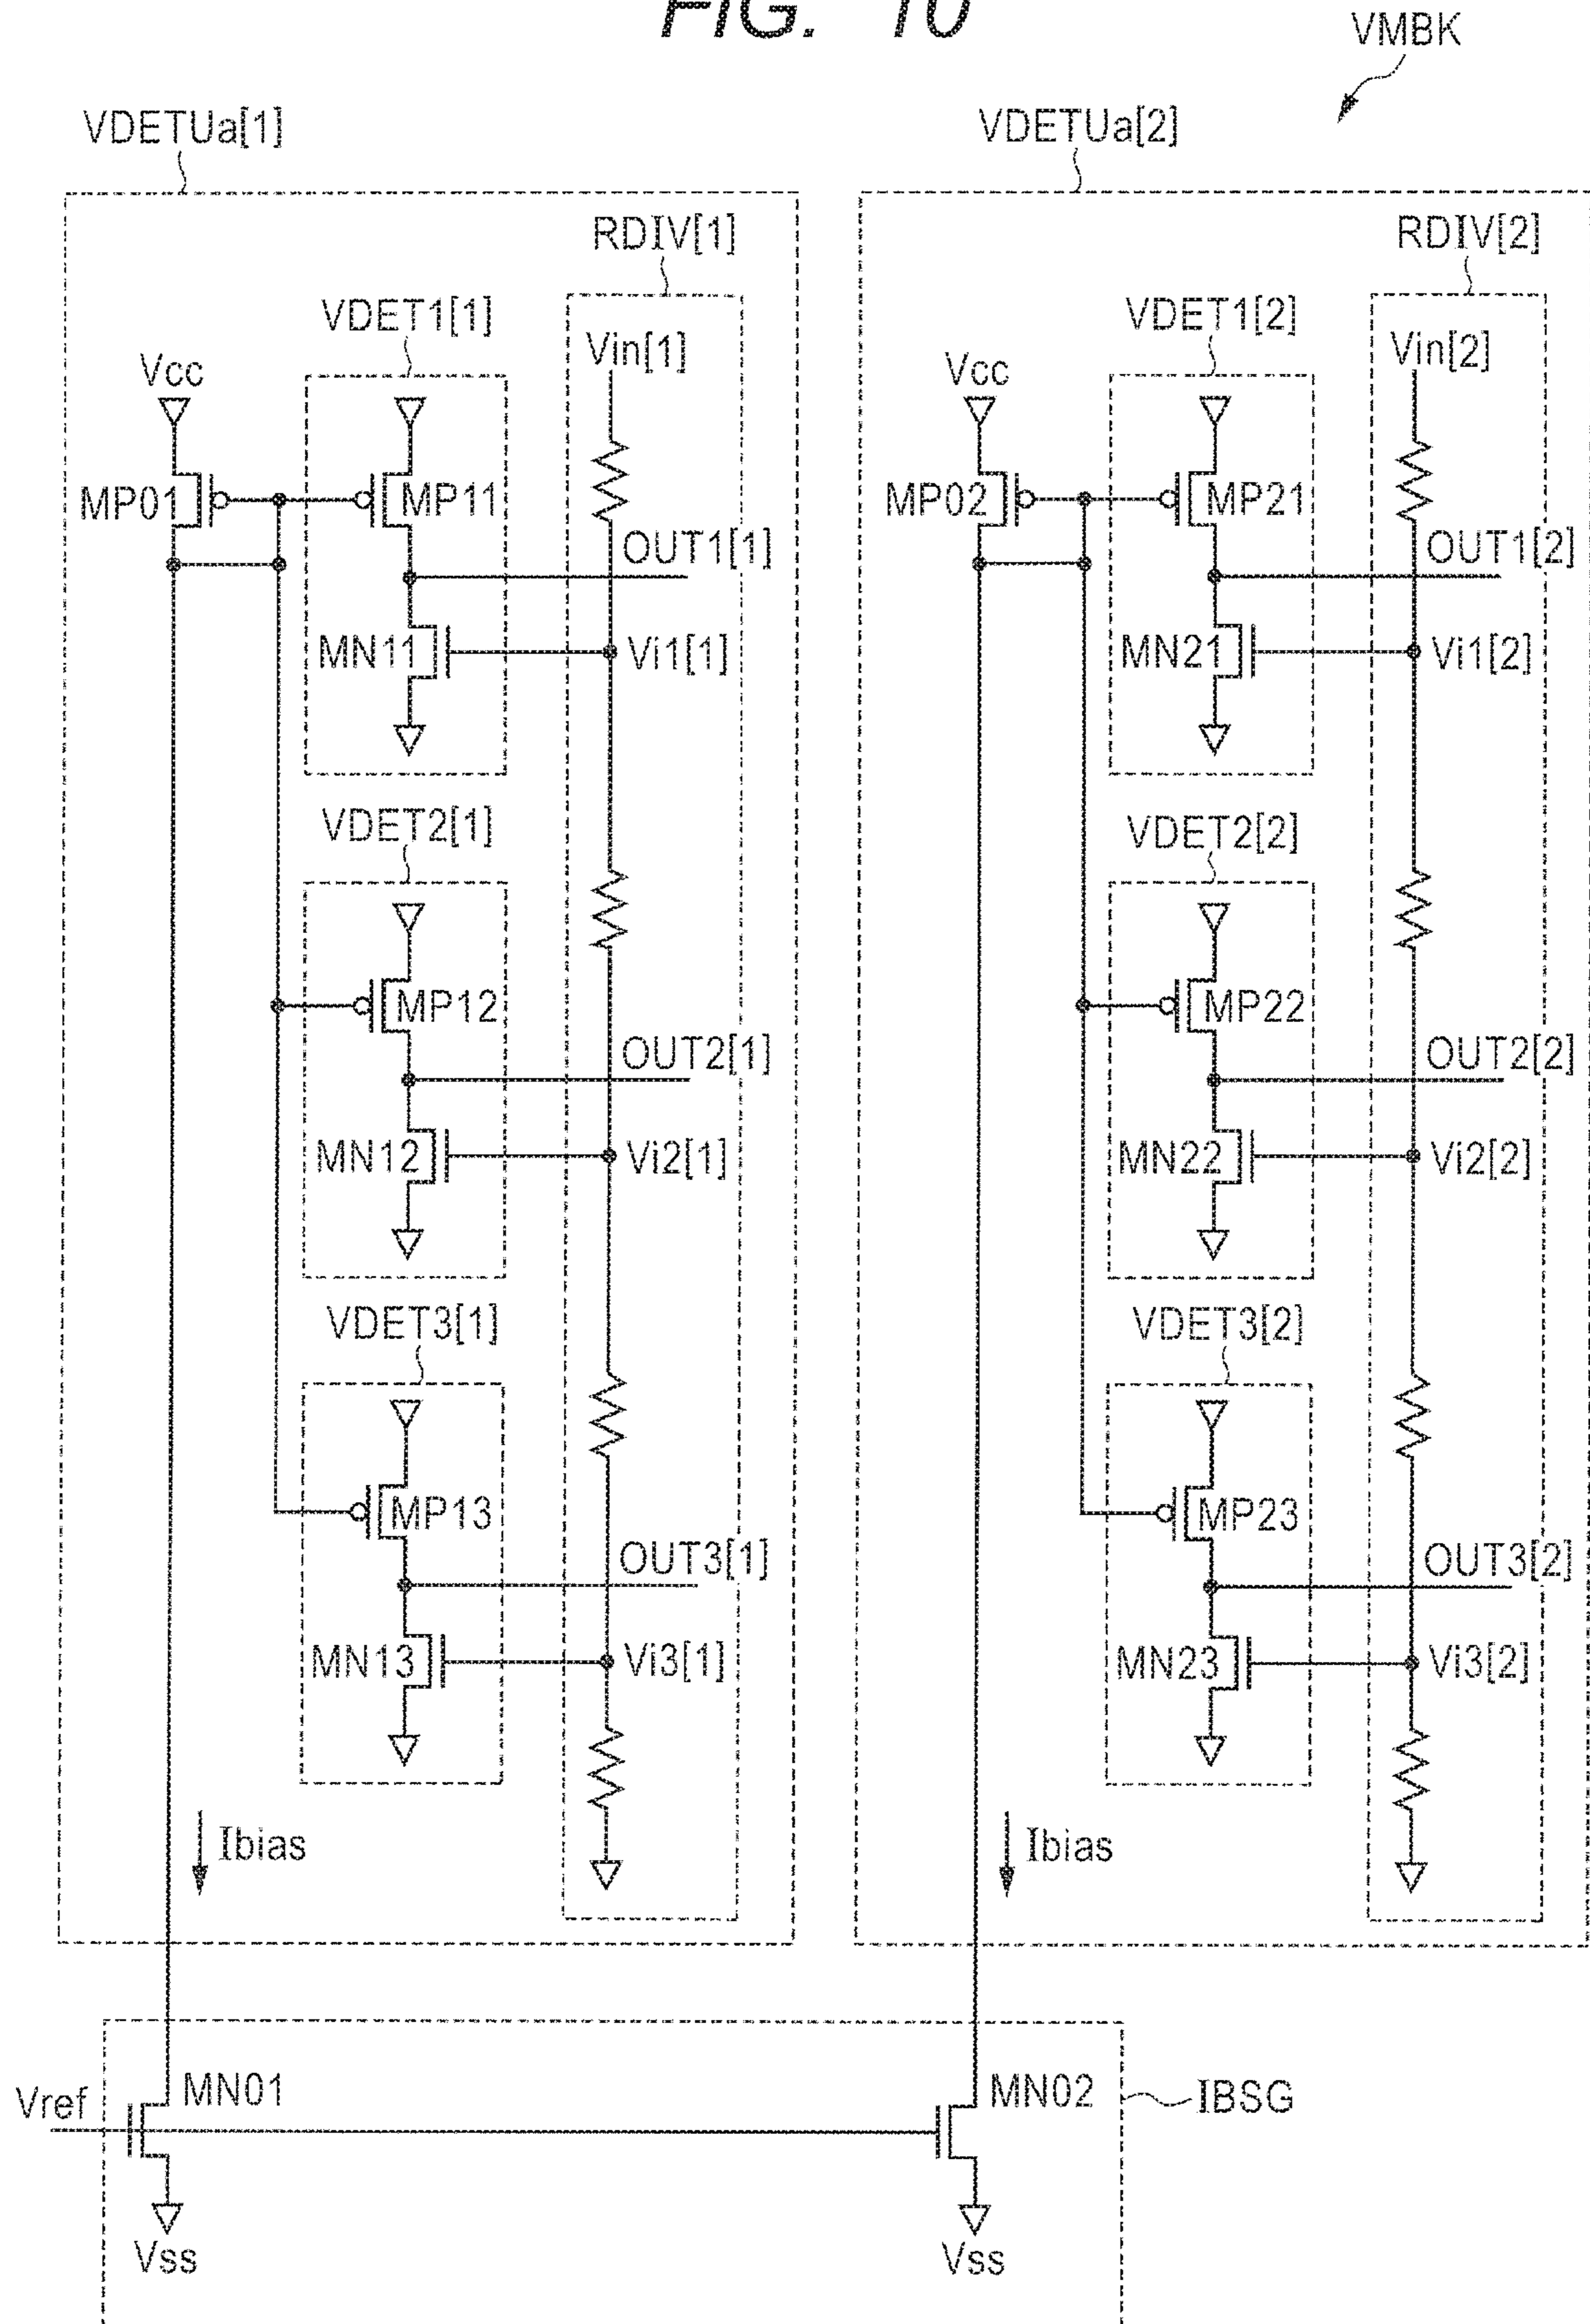 FIG. 10
VMBK
VDETUa[1]
VDETUa[2]
RDIV[1]
RDIV[2]
VDET1[1]
VDET1[2]
Vin[1]
Vin[2]
Vcc
Vcc
MP01
MP11
MP02
MP21
OUT1[1]
OUT1[2]
MN11
Vi1[1]
MN21
Vi1[2]
VDET2[1]
VDET2[2]
MP12
MP22
OUT2[1]
OUT2[2]
MN12
Vi2[1]
MN22
Vi2[2]
VDET3[1]
VDET3[2]
MP13
MP23
OUT3[1]
OUT3[2]
MN13
Vi3[1]
MN23
Vi3[2]
Ibias
Ibias
Vref
MN01
MN02
IBSG
Vss
Vss